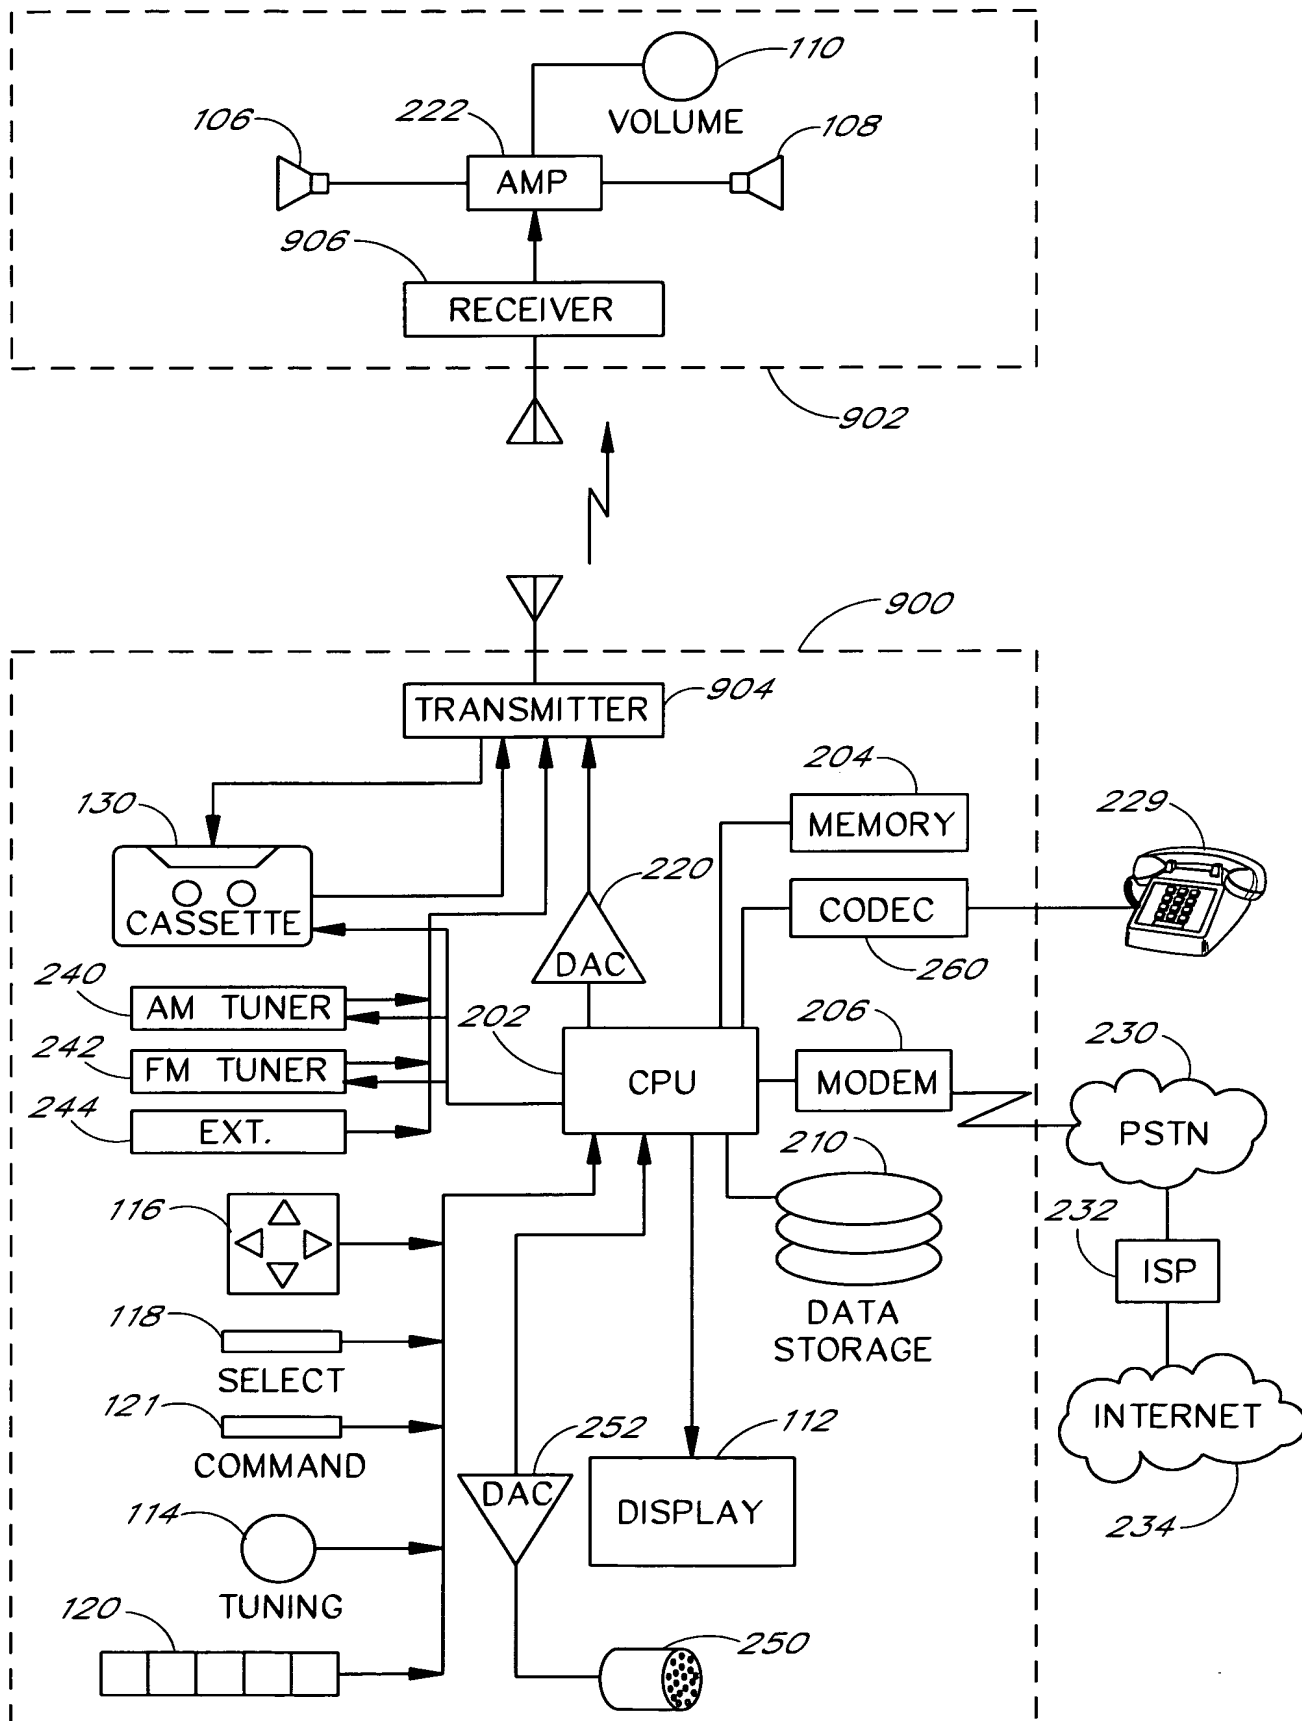 110
VOLUME
106
222
108
AMP
906
RECEIVER
902
900
TRANSMITTER
904
204
MEMORY
130
229
220
CASSETTE
CODEC
260
DAC
240
AM TUNER
202
206
230
242
FM TUNER
CPU
MODEM
PSTN
244
EXT.
210
116
232
ISP
DATA
STORAGE
118
SELECT
121
COMMAND
252
112
INTERNET
DAC
DISPLAY
234
114
TUNING
120
250